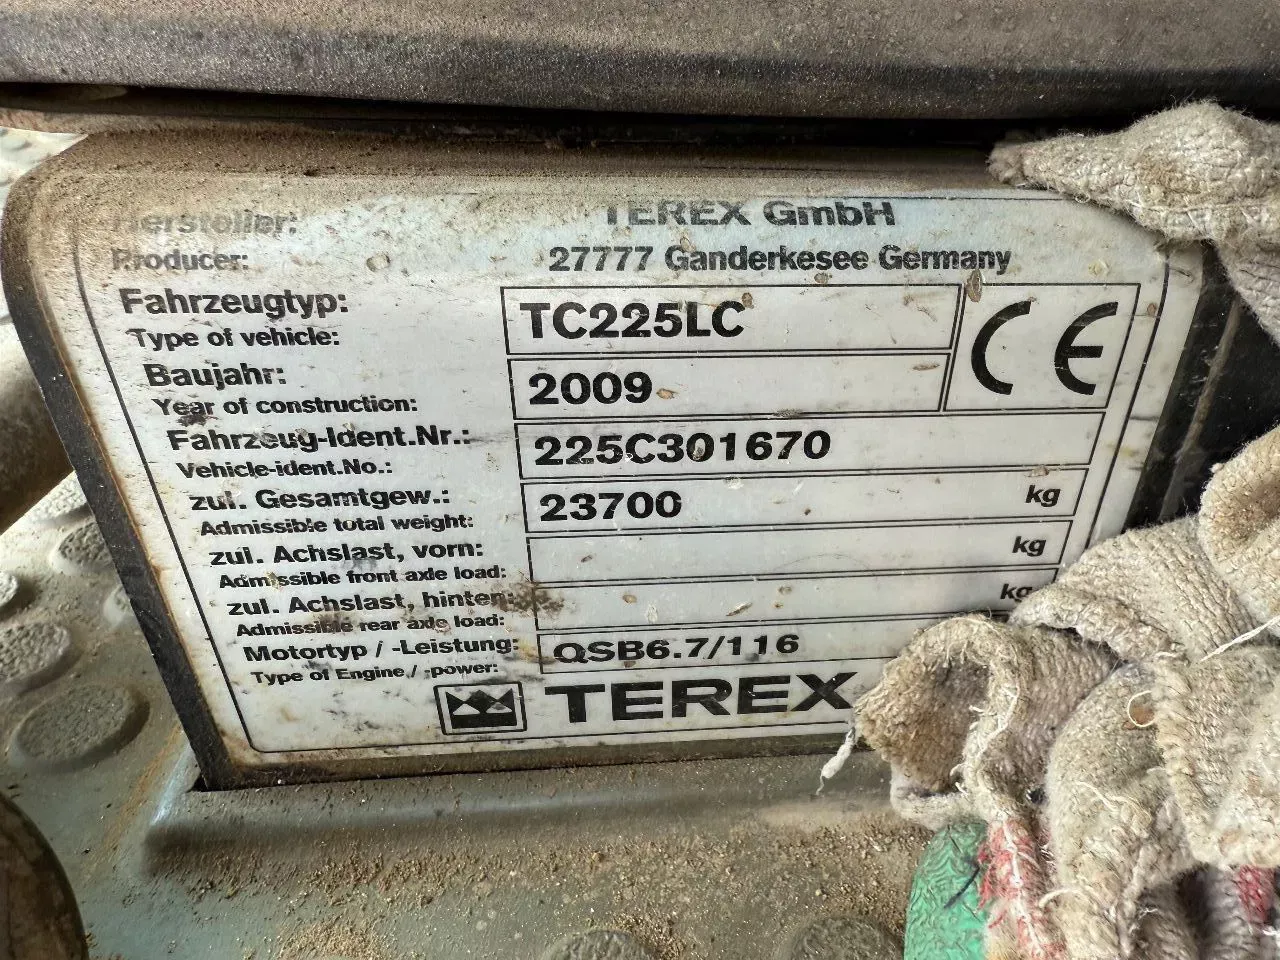 Hersteller: TEREX GmbH
Producer: 27777 Ganderkesee Germany
Fahrzeugtyp: TC225LC
Type of vehicle:
CE
Baujahr: 2009
Year of construction:
Fahrzeug-Ident.Nr.: 225C301670
Vehicle-ident.No.:
zul. Gesamtgew.: 23700 kg
Admissible total weight:
zul. Achslast, vorn: kg
Admissible front axle load:
zul. Achslast, hinten: kg
Admissible rear axle load:
Motortyp / -Leistung: QSB6.7/116
Type of Engine / -power:
TEREX